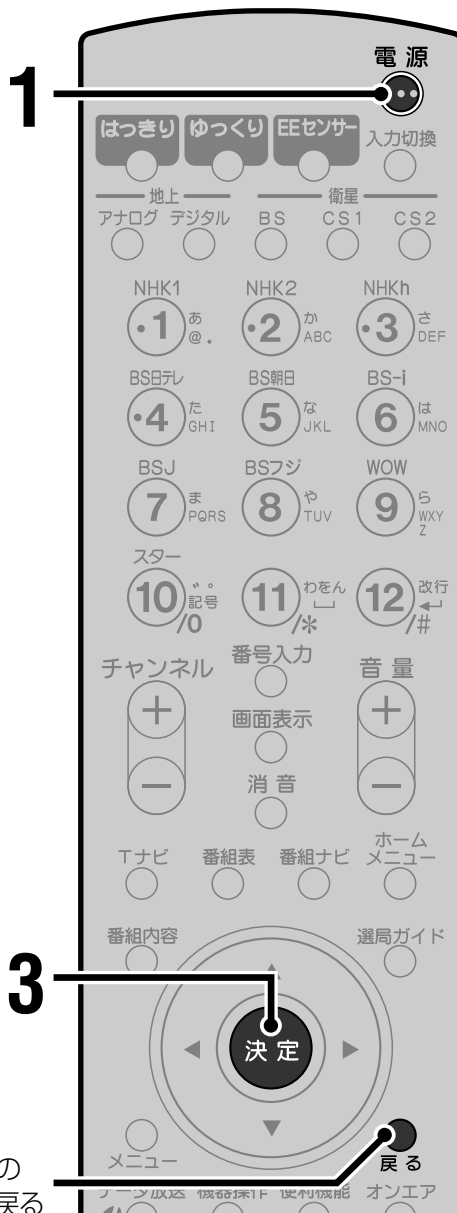 1
電源
はっきり ゆっくり EEセンサー 入力切換
地上 衛星
アナログ デジタル BS CS1 CS2
NHK1 NHK2 NHKh
・1 あ @. ・2 か ABC ・3 さ DEF
BS日テレ BS朝日 BS-i
・4 た GHI 5 な JKL 6 は MNO
BSJ BSフジ WOW
7 ま PQRS 8 や TUV 9 ら WXYZ
スター
10/0 ゛゜記号 11/* わをん 12/# 改行
チャンネル 番号入力 音量
+ 画面表示 +
− 消音 −
Tナビ 番組表 番組ナビ ホームメニュー
番組内容 選局ガイド
3
決定
メニュー 戻る
の
戻る
データ放送 機器操作 便利機能 オンエア